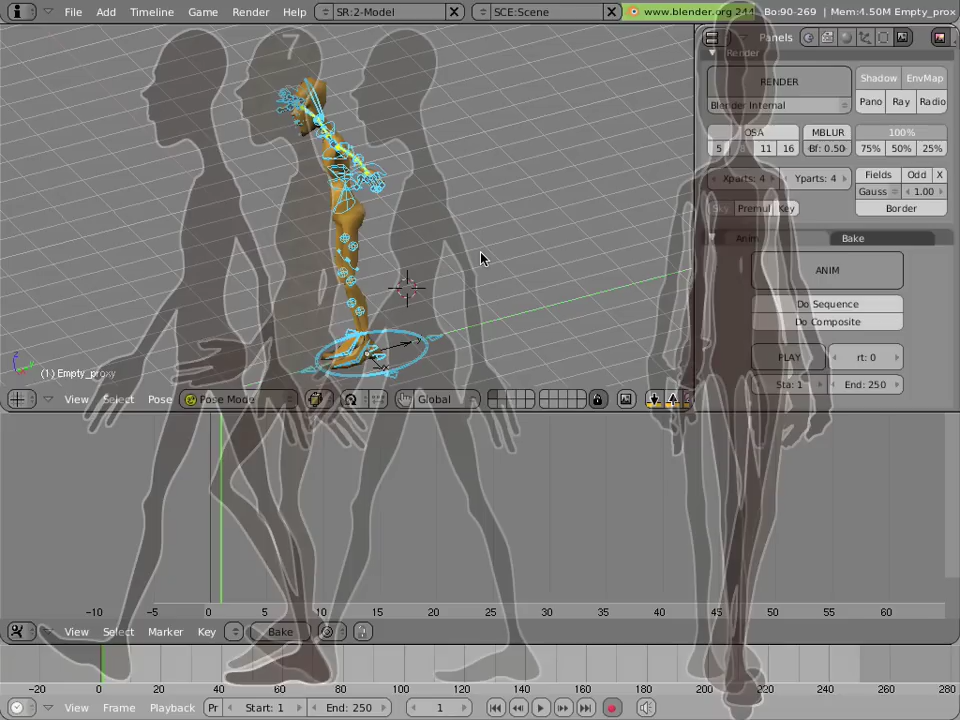 File Add Timeline Game Render Help SR:2-Model SCE:Scene www.blender.org 244 Bo:90-269 | Mem:4.50M Empty_prox
7
Panels
Render
RENDER Shadow EnvMap
Blender Internal Pano Ray Radio
OSA MBLUR 100%
5 11 16 Bf: 0.50 75% 50% 25%
Xparts: 4 Yparts: 4 Fields Odd X
Gauss 1.00
Premul Key Border
Anim Bake
ANIM
Do Sequence
Do Composite
PLAY rt: 0
Sta: 1 End: 250
(1) Empty_proxy
View Select Pose Pose Mode Global
-10 -5 0 5 10 15 20 25 30 35 40 45 50 55 60
View Select Marker Key Bake
-20 0 20 40 60 80 100 120 140 160 180 200 220 240 260 280
View Frame Playback Pr Start: 1 End: 250 1